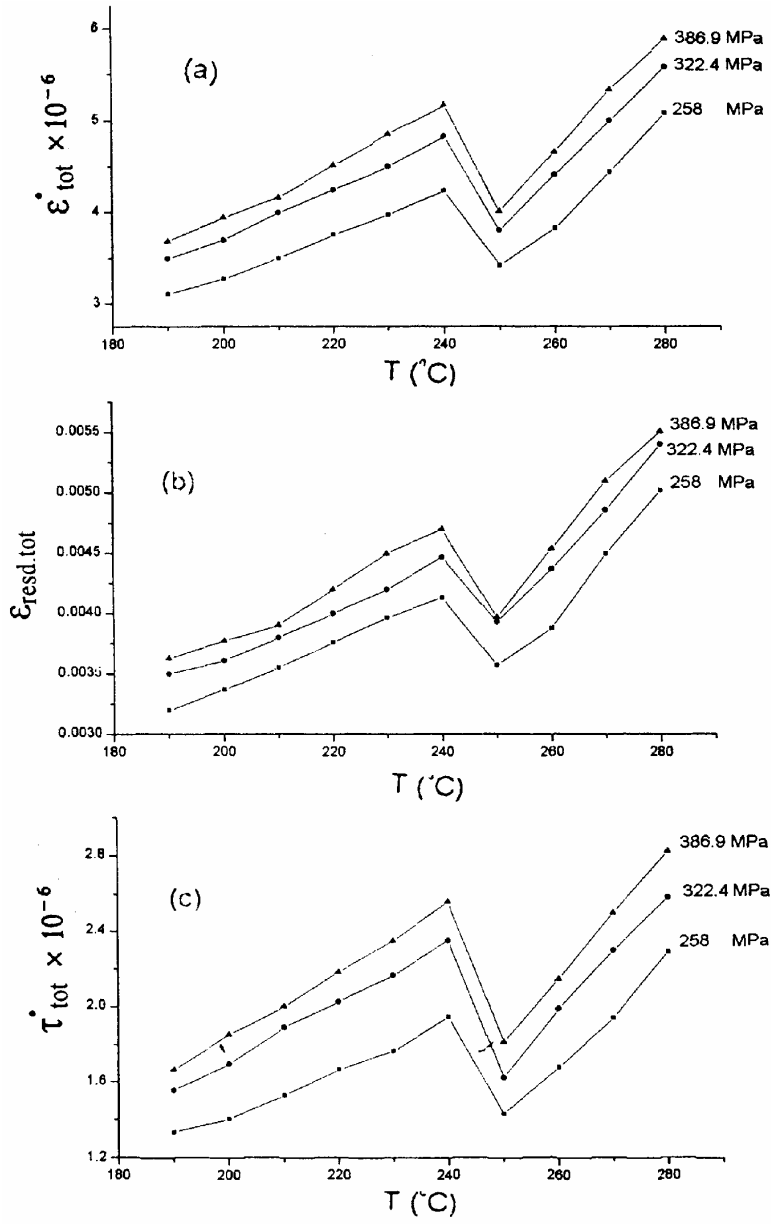 (a)
6
5
4
3
ε̇tot × 10⁻⁶
386.9 MPa
322.4 MPa
258 MPa
180 200 220 240 260 280
T (°C)
(b)
0.0055
0.0050
0.0045
0.0040
0.0035
0.0030
εresd.tot
386.9 MPa
322.4 MPa
258 MPa
180 200 220 240 260 280
T (°C)
(c)
2.8
2.4
2.0
1.6
1.2
τ̇tot × 10⁻⁶
386.9 MPa
322.4 MPa
258 MPa
180 200 220 240 260 280
T (°C)